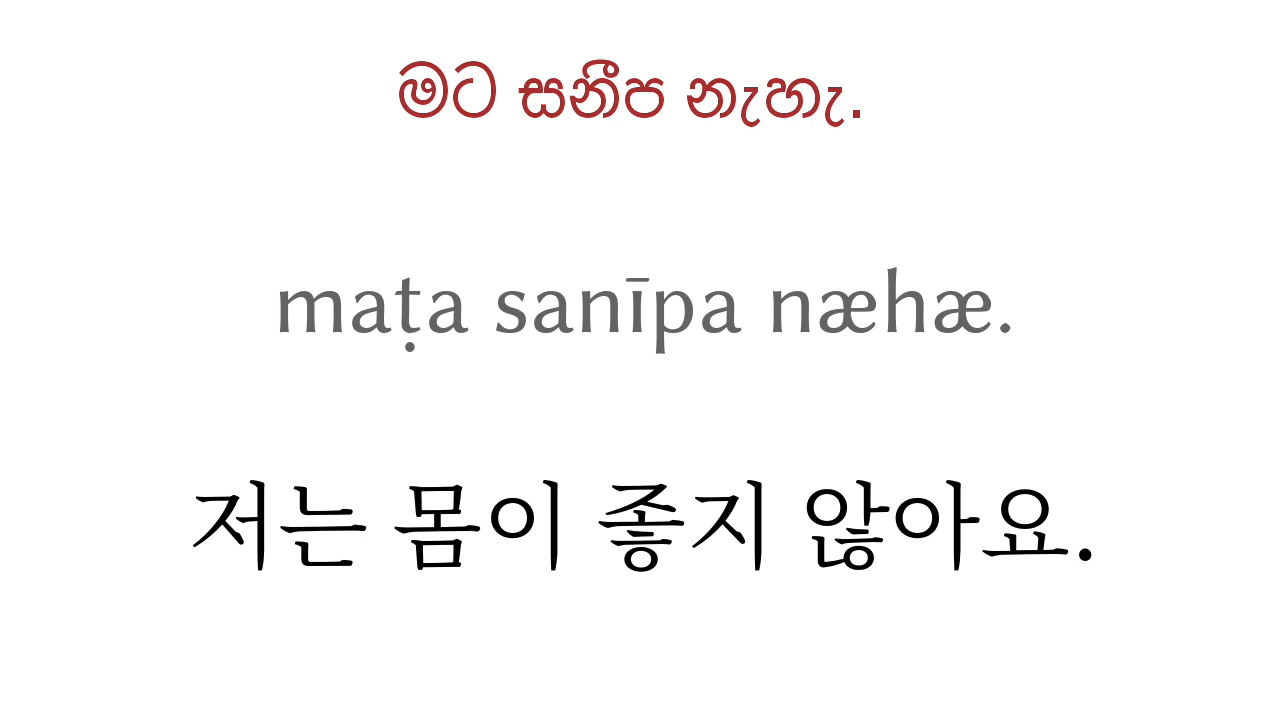 මට සනීප නැහැ.
maṭa sanīpa næhæ.
저는 몸이 좋지 않아요.